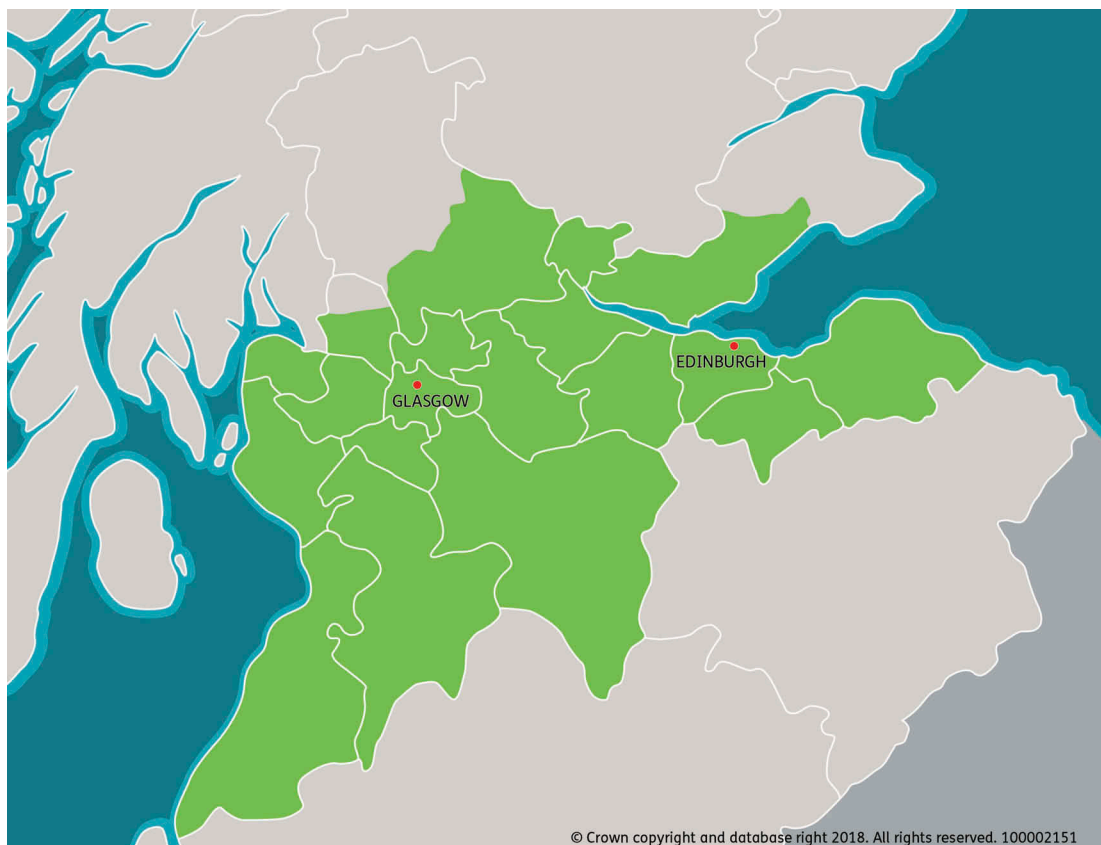 EDINBURGH
GLASGOW
© Crown copyright and database right 2018. All rights reserved. 100002151